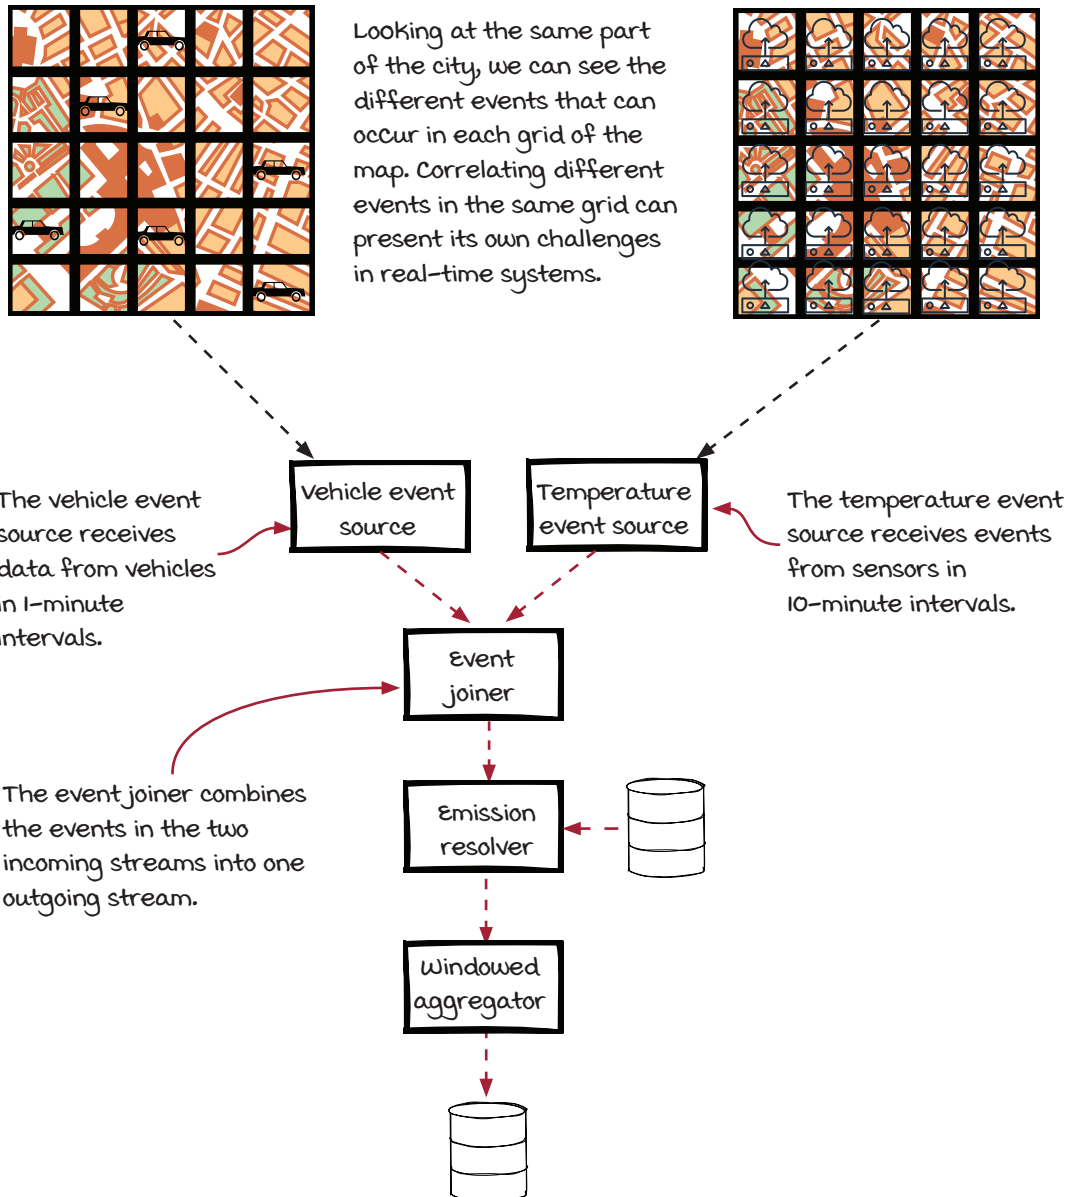 Looking at the same part
of the city, we can see the
different events that can
occur in each grid of the
map. Correlating different
events in the same grid can
present its own challenges
in real-time systems.
Vehicle event
source
Temperature
event source
The vehicle event
source receives
data from vehicles
in 1-minute
intervals.
The temperature event
source receives events
from sensors in
10-minute intervals.
Event
joiner
The event joiner combines
the events in the two
incoming streams into one
outgoing stream.
Emission
resolver
Windowed
aggregator